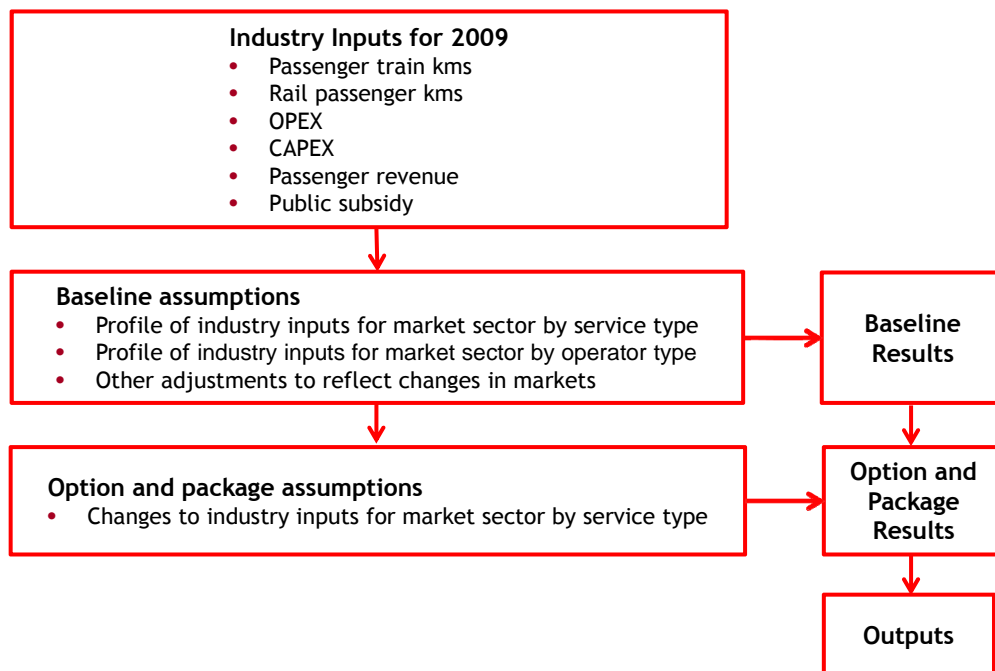 Industry Inputs for 2009
• Passenger train kms
• Rail passenger kms
• OPEX
• CAPEX
• Passenger revenue
• Public subsidy
Baseline assumptions
• Profile of industry inputs for market sector by service type
• Profile of industry inputs for market sector by operator type
• Other adjustments to reflect changes in markets
Baseline
Results
Option and package assumptions
• Changes to industry inputs for market sector by service type
Option and
Package
Results
Outputs